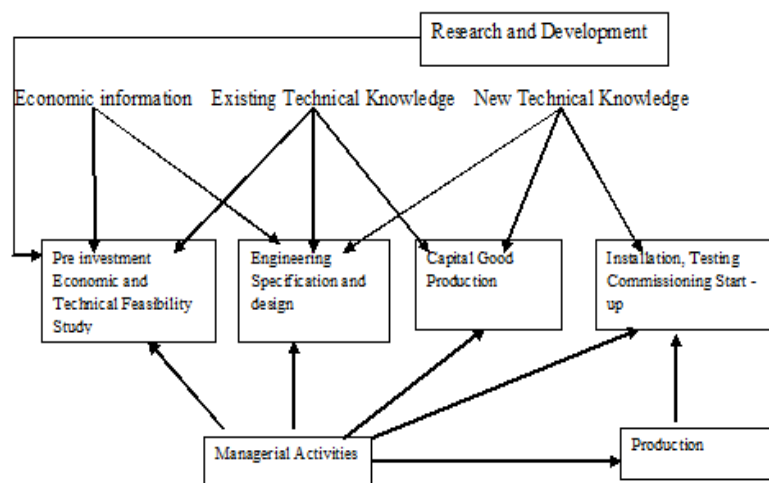 Research and Development
Economic information Existing Technical Knowledge New Technical Knowledge
Pre investment
Economic and
Technical Feasibility
Study
Engineering
Specification and
design
Capital Good
Production
Installation, Testing
Commissioning Start -
up
Managerial Activities
Production